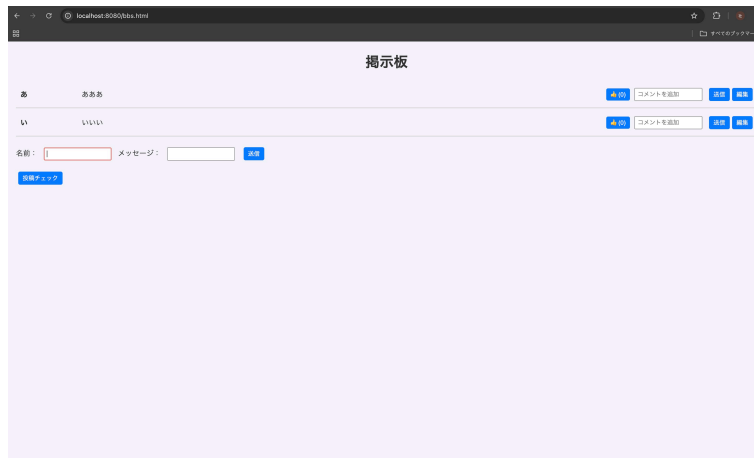 localhost:8080/bbs.html
すべてのブックマー
掲示板
あ あああ 👍 (0) コメントを追加 送信 編集
い いいい 👍 (0) コメントを追加 送信 編集
名前： メッセージ： 送信
投稿チェック